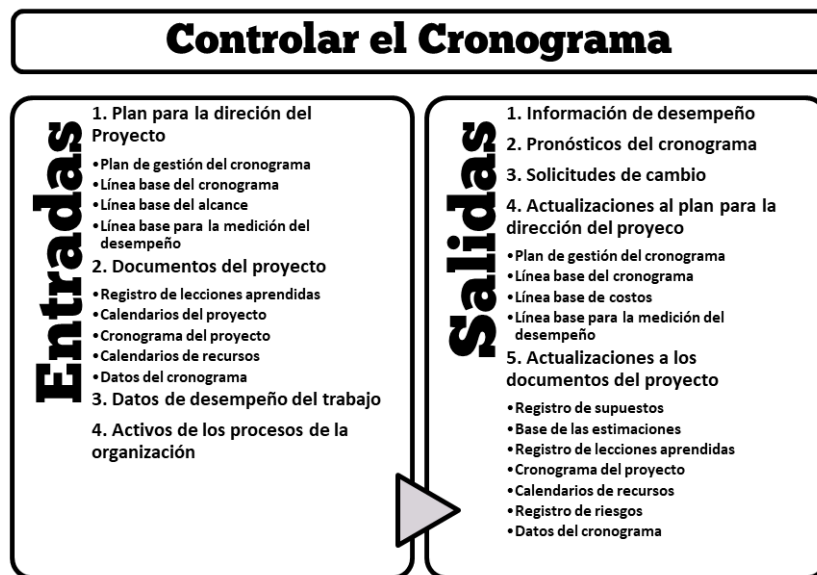 Controlar el Cronograma
Entradas
1. Plan para la direción del
Proyecto
•Plan de gestión del cronograma
•Línea base del cronograma
•Línea base del alcance
•Línea base para la medición del
desempeño
2. Documentos del proyecto
•Registro de lecciones aprendidas
•Calendarios del proyecto
•Cronograma del proyecto
•Calendarios de recursos
•Datos del cronograma
3. Datos de desempeño del trabajo
4. Activos de los procesos de la
organización
Salidas
1. Información de desempeño
2. Pronósticos del cronograma
3. Solicitudes de cambio
4. Actualizaciones al plan para la
dirección del proyeco
•Plan de gestión del cronograma
•Línea base del cronograma
•Línea base de costos
•Línea base para la medición del
desempeño
5. Actualizaciones a los
documentos del proyecto
•Registro de supuestos
•Base de las estimaciones
•Registro de lecciones aprendidas
•Cronograma del proyecto
•Calendarios de recursos
•Registro de riesgos
•Datos del cronograma